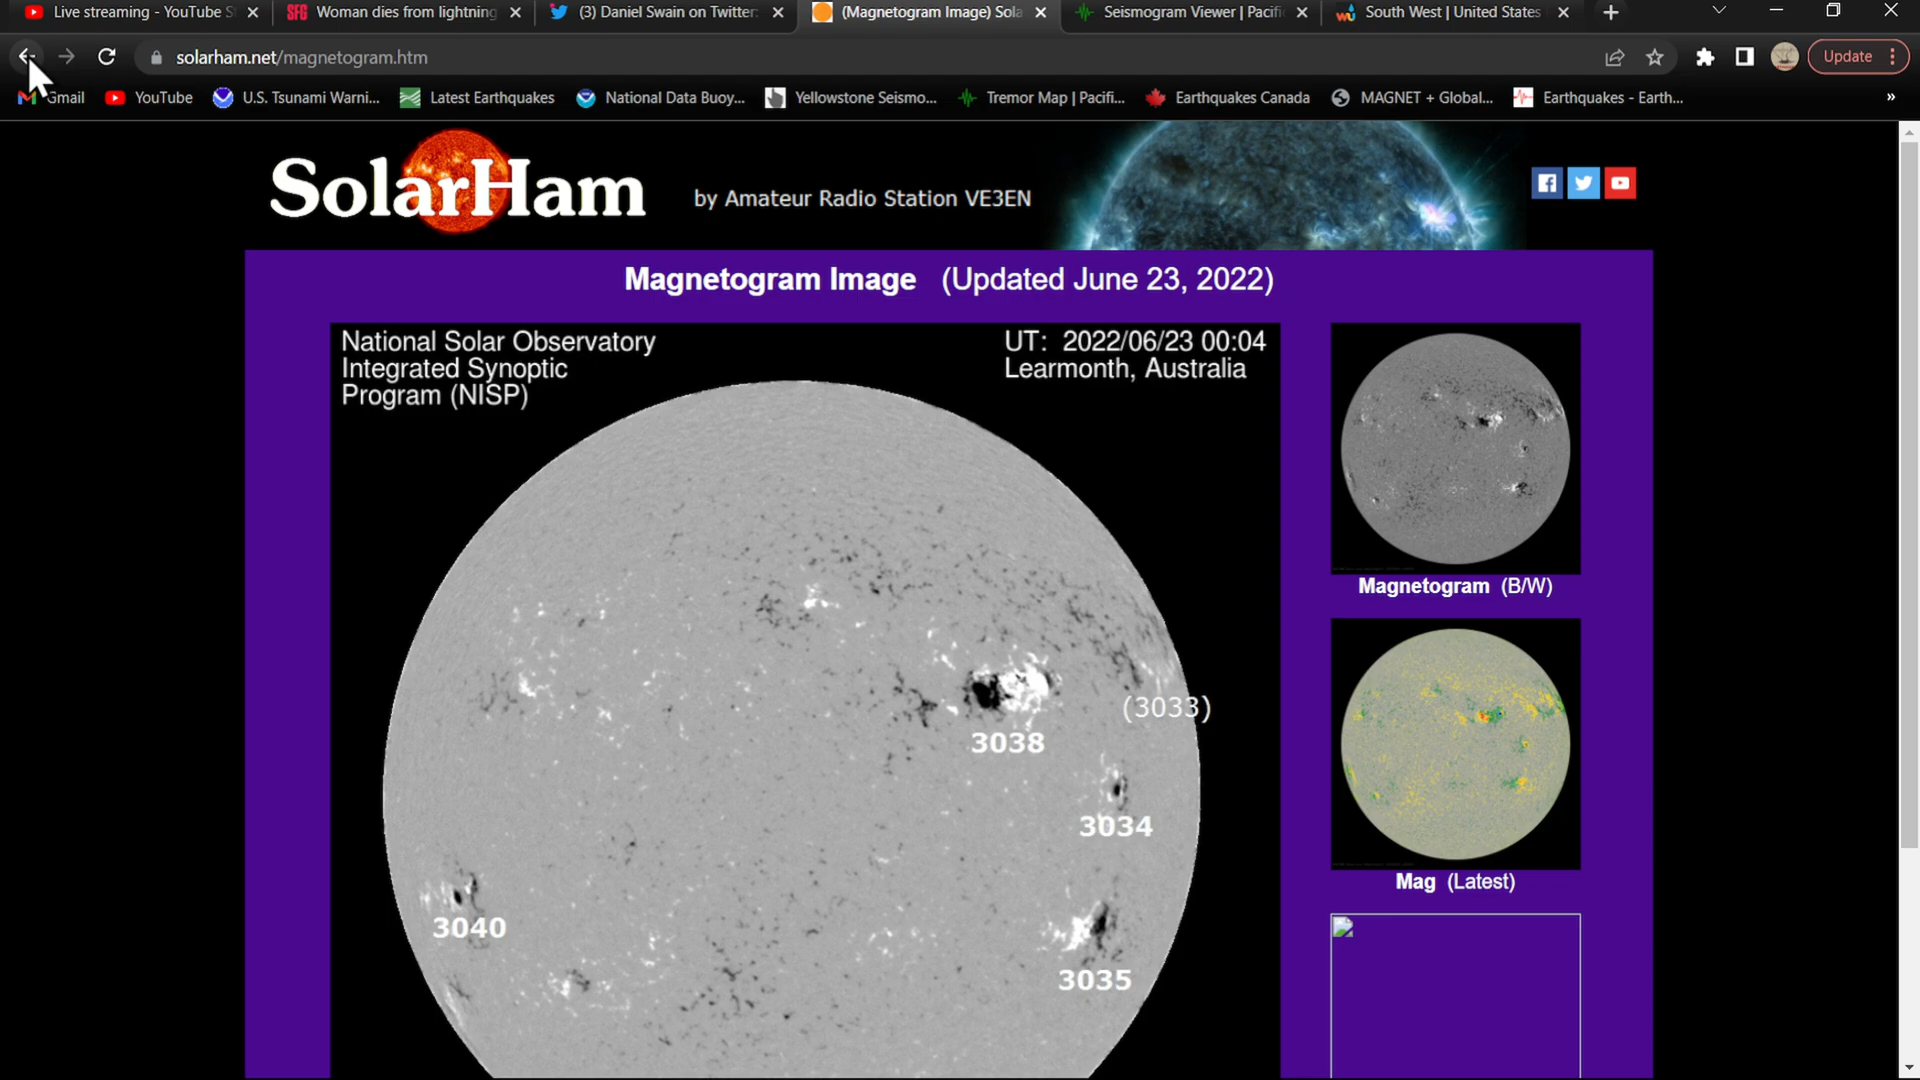 Live streaming - YouTube S
Woman dies from lightning
(3) Daniel Swain on Twitter:
(Magnetogram Image) Sola
Seismogram Viewer | Pacifi
South West | United States
solarham.net/magnetogram.htm
Update
Gmail
YouTube
U.S. Tsunami Warni...
Latest Earthquakes
National Data Buoy...
Yellowstone Seismo...
Tremor Map | Pacifi...
Earthquakes Canada
MAGNET + Global...
Earthquakes - Earth...
»
SolarHam
by Amateur Radio Station VE3EN
Magnetogram Image (Updated June 23, 2022)
National Solar Observatory
Integrated Synoptic
Program (NISP)
UT: 2022/06/23 00:04
Learmonth, Australia
(3033)
3038
3034
3040
3035
Magnetogram (B/W)
Mag (Latest)